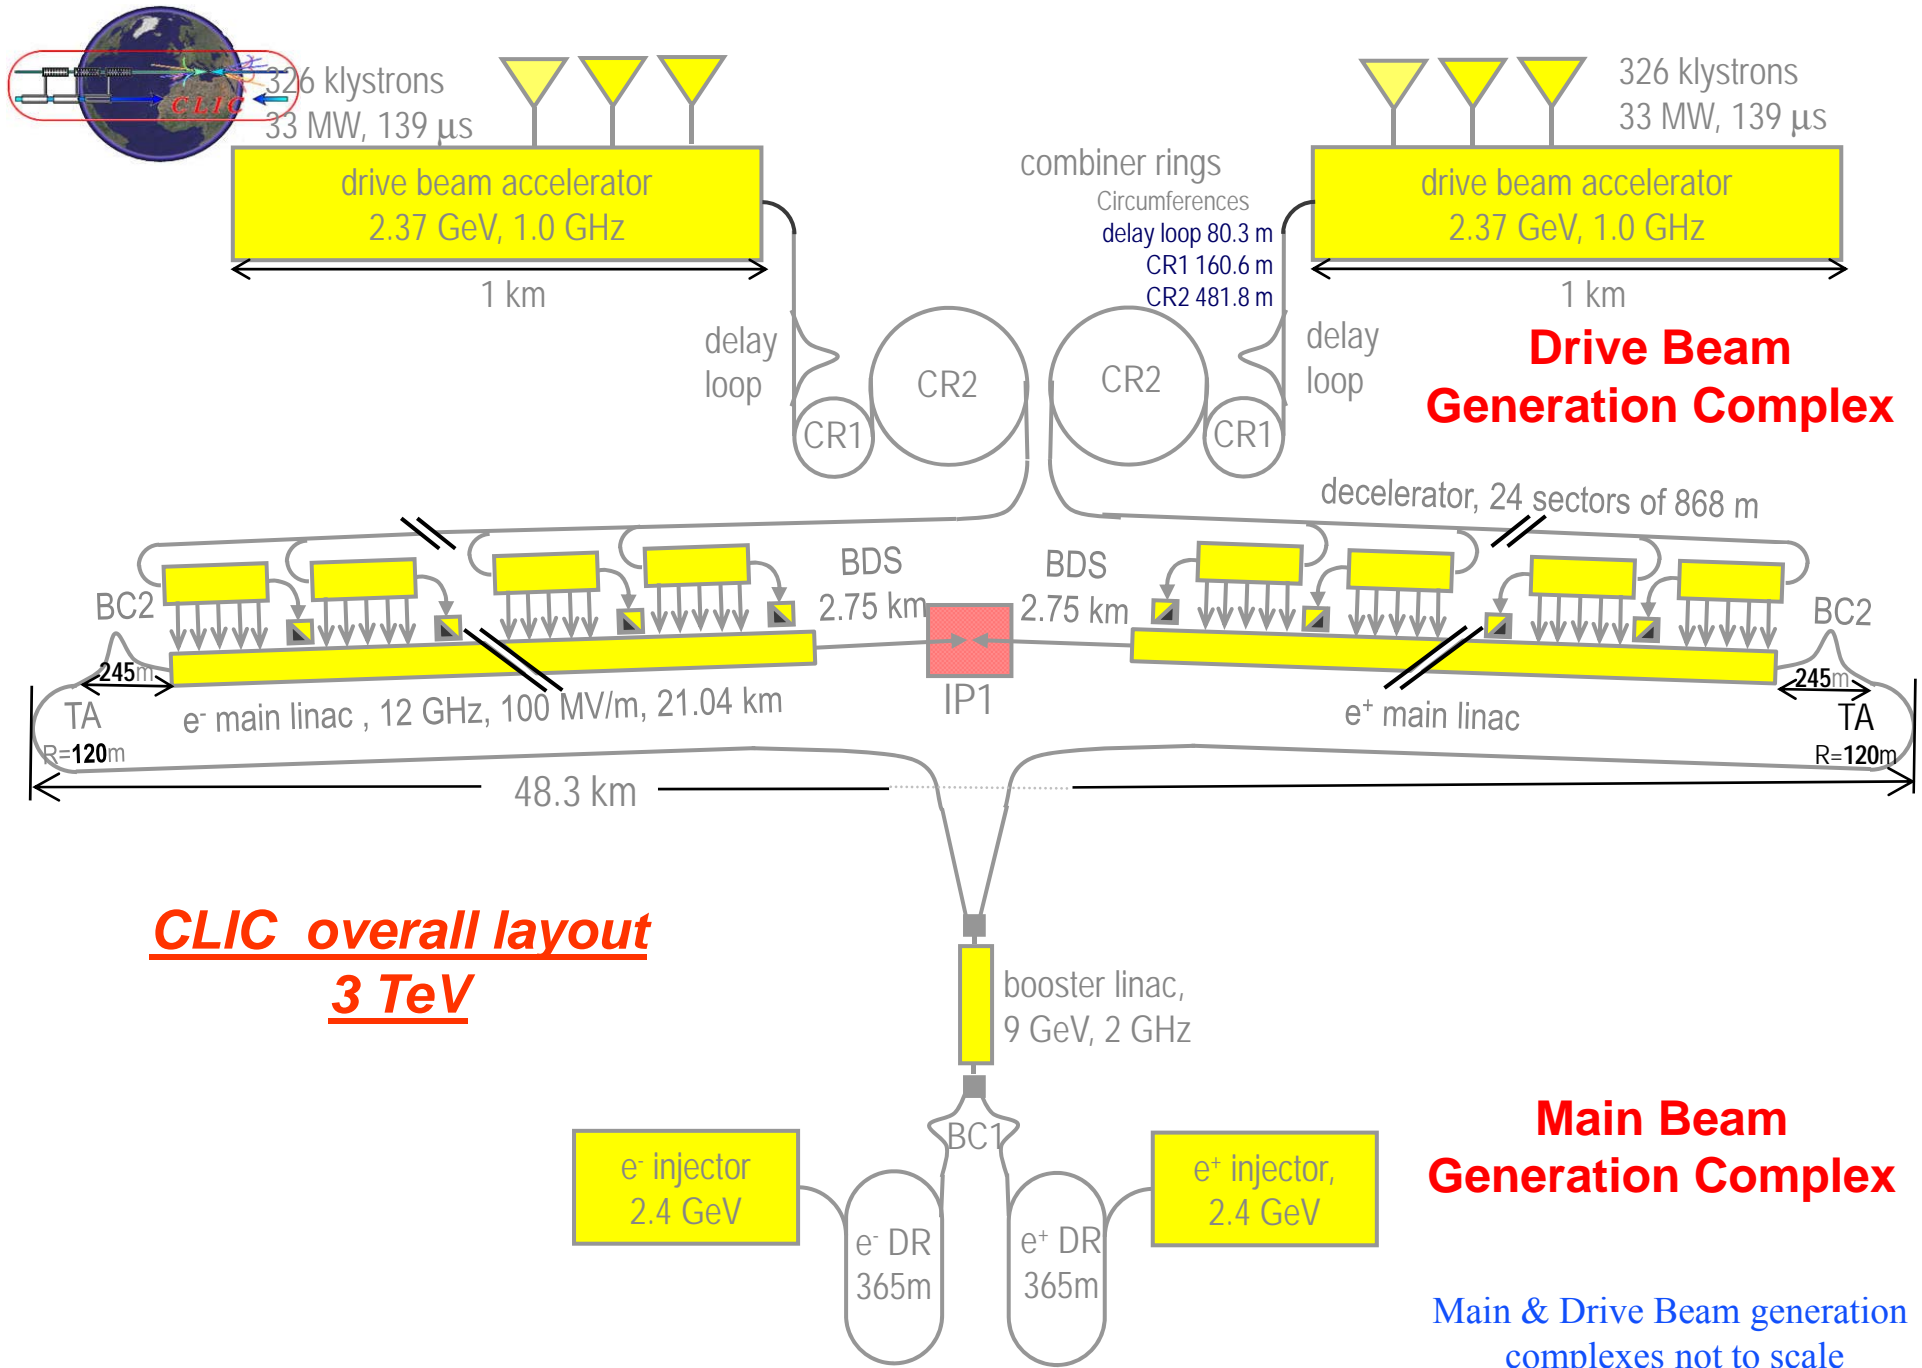 CLIC
326 klystrons
33 MW, 139 μs
326 klystrons
33 MW, 139 μs
drive beam accelerator
2.37 GeV, 1.0 GHz
combiner rings
Circumferences
delay loop 80.3 m
CR1 160.6 m
CR2 481.8 m
drive beam accelerator
2.37 GeV, 1.0 GHz
1 km
1 km
delay
loop
CR2
CR1
CR2
CR1
delay
loop
Drive Beam
Generation Complex
decelerator, 24 sectors of 868 m
BC2
BDS
2.75 km
BDS
2.75 km
BC2
245m
245m
IP1
TA
R=120m
e⁻ main linac , 12 GHz, 100 MV/m, 21.04 km
e⁺ main linac
TA
R=120m
48.3 km
CLIC overall layout
3 TeV
booster linac,
9 GeV, 2 GHz
BC1
Main Beam
Generation Complex
e⁻ injector
2.4 GeV
e⁺ injector,
2.4 GeV
e⁻ DR
365m
e⁺ DR
365m
Main & Drive Beam generation
complexes not to scale